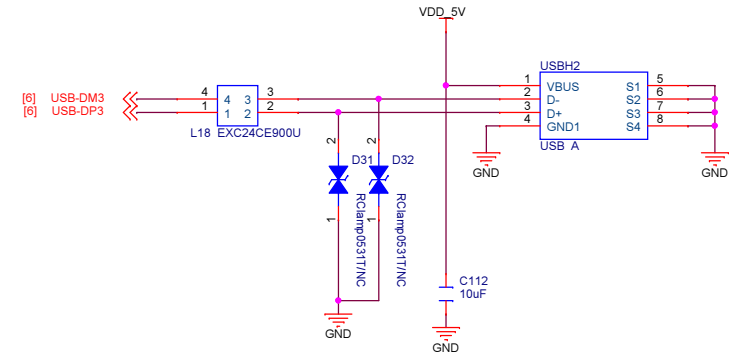 VDD_5V
USBH2
[6] USB-DM3
[6] USB-DP3
4 4 3 3
1 1 2 2
L18 EXC24CE900U
1 VBUS S1 5
2 D- S2 6
3 D+ S3 7
4 GND1 S4 8
USB A
GND
GND
2 D31
2 D32
1 RClamp0531T/NC
1 RClamp0531T/NC
C112
10uF
GND
GND